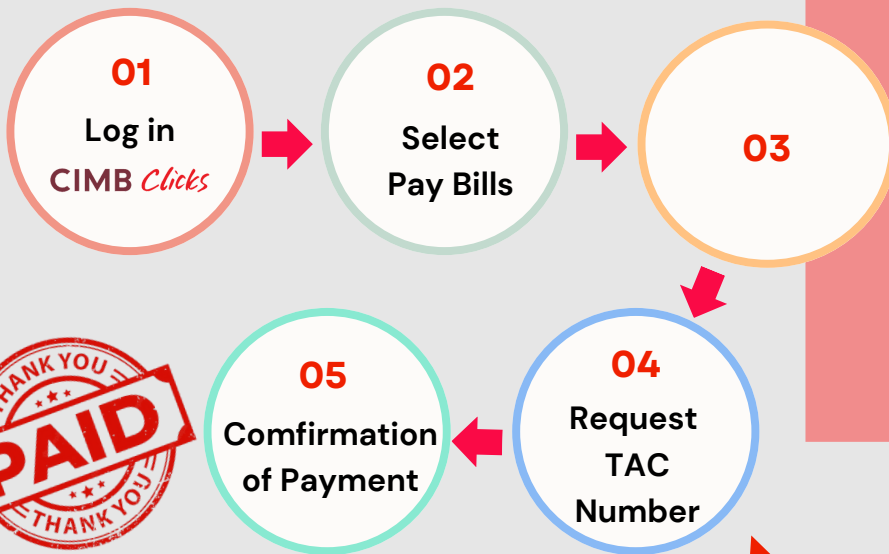 01
Log in
CIMB Clicks
02
Select
Pay Bills
03
04
Request
TAC
Number
05
Comfirmation
of Payment
THANK YOU
PAID
THANK YOU